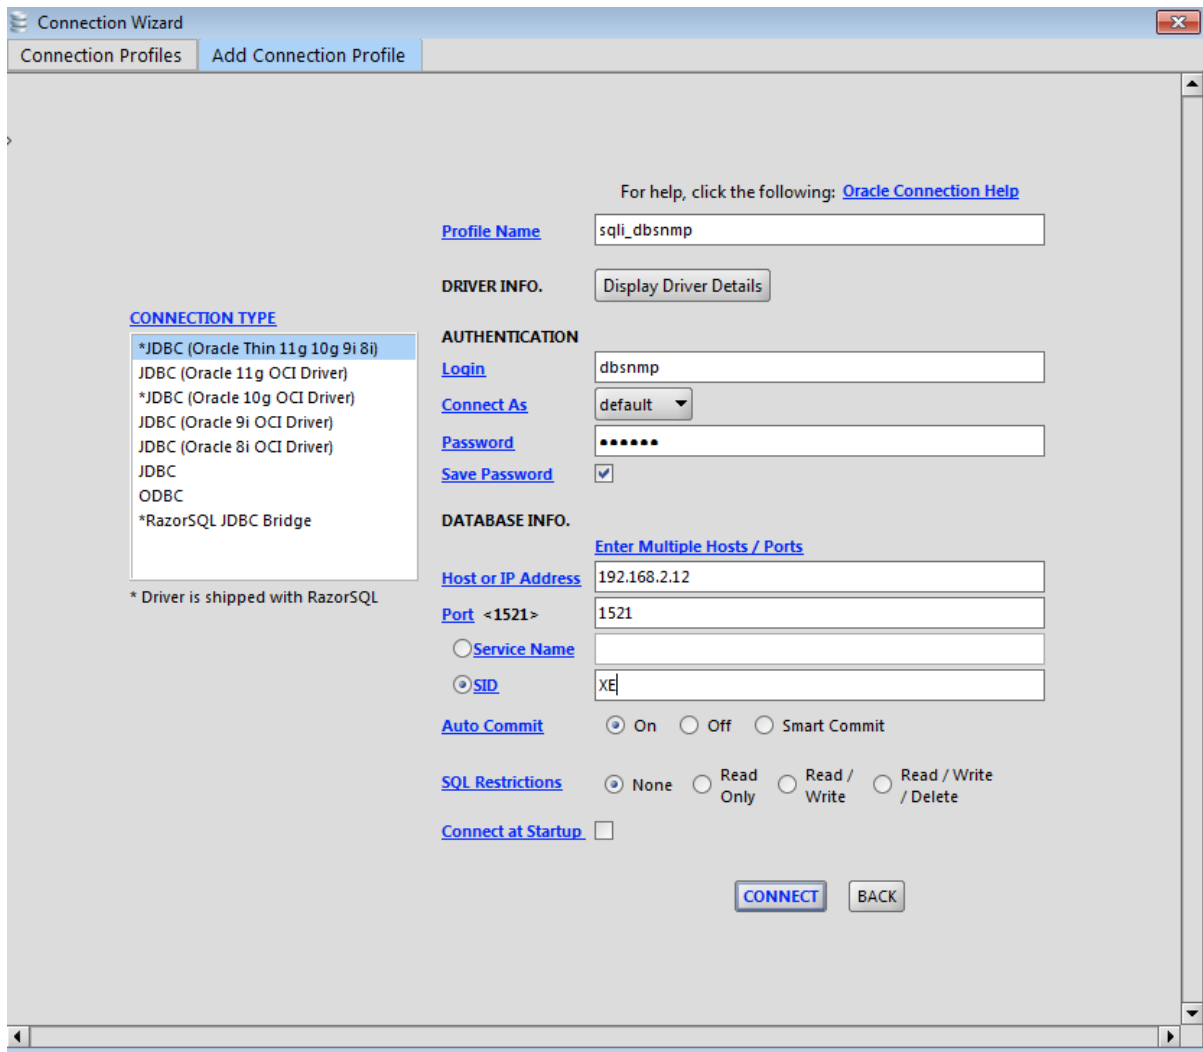 Connection Wizard
Connection Profiles
Add Connection Profile
For help, click the following: Oracle Connection Help
Profile Name
sqli_dbsnmp
DRIVER INFO.
Display Driver Details
CONNECTION TYPE
*JDBC (Oracle Thin 11g 10g 9i 8i)
JDBC (Oracle 11g OCI Driver)
*JDBC (Oracle 10g OCI Driver)
JDBC (Oracle 9i OCI Driver)
JDBC (Oracle 8i OCI Driver)
JDBC
ODBC
*RazorSQL JDBC Bridge
* Driver is shipped with RazorSQL
AUTHENTICATION
Login
dbsnmp
Connect As
default
Password
••••••
Save Password
DATABASE INFO.
Enter Multiple Hosts / Ports
Host or IP Address
192.168.2.12
Port <1521>
1521
Service Name
SID
XE
Auto Commit
On
Off
Smart Commit
SQL Restrictions
None
Read
Only
Read /
Write
Read / Write
/ Delete
Connect at Startup
CONNECT
BACK